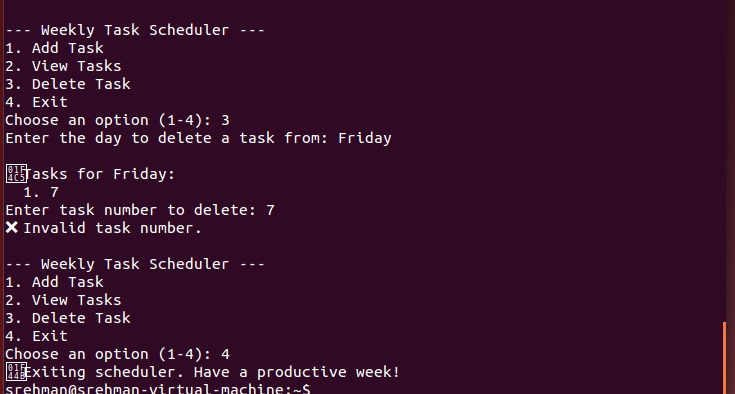 --- Weekly Task Scheduler ---
1. Add Task
2. View Tasks
3. Delete Task
4. Exit
Choose an option (1-4): 3
Enter the day to delete a task from: Friday
📅Tasks for Friday:
1. 7
Enter task number to delete: 7
❌ Invalid task number.
--- Weekly Task Scheduler ---
1. Add Task
2. View Tasks
3. Delete Task
4. Exit
Choose an option (1-4): 4
👋Exiting scheduler. Have a productive week!
srehman@srehman-virtual-machine:~$